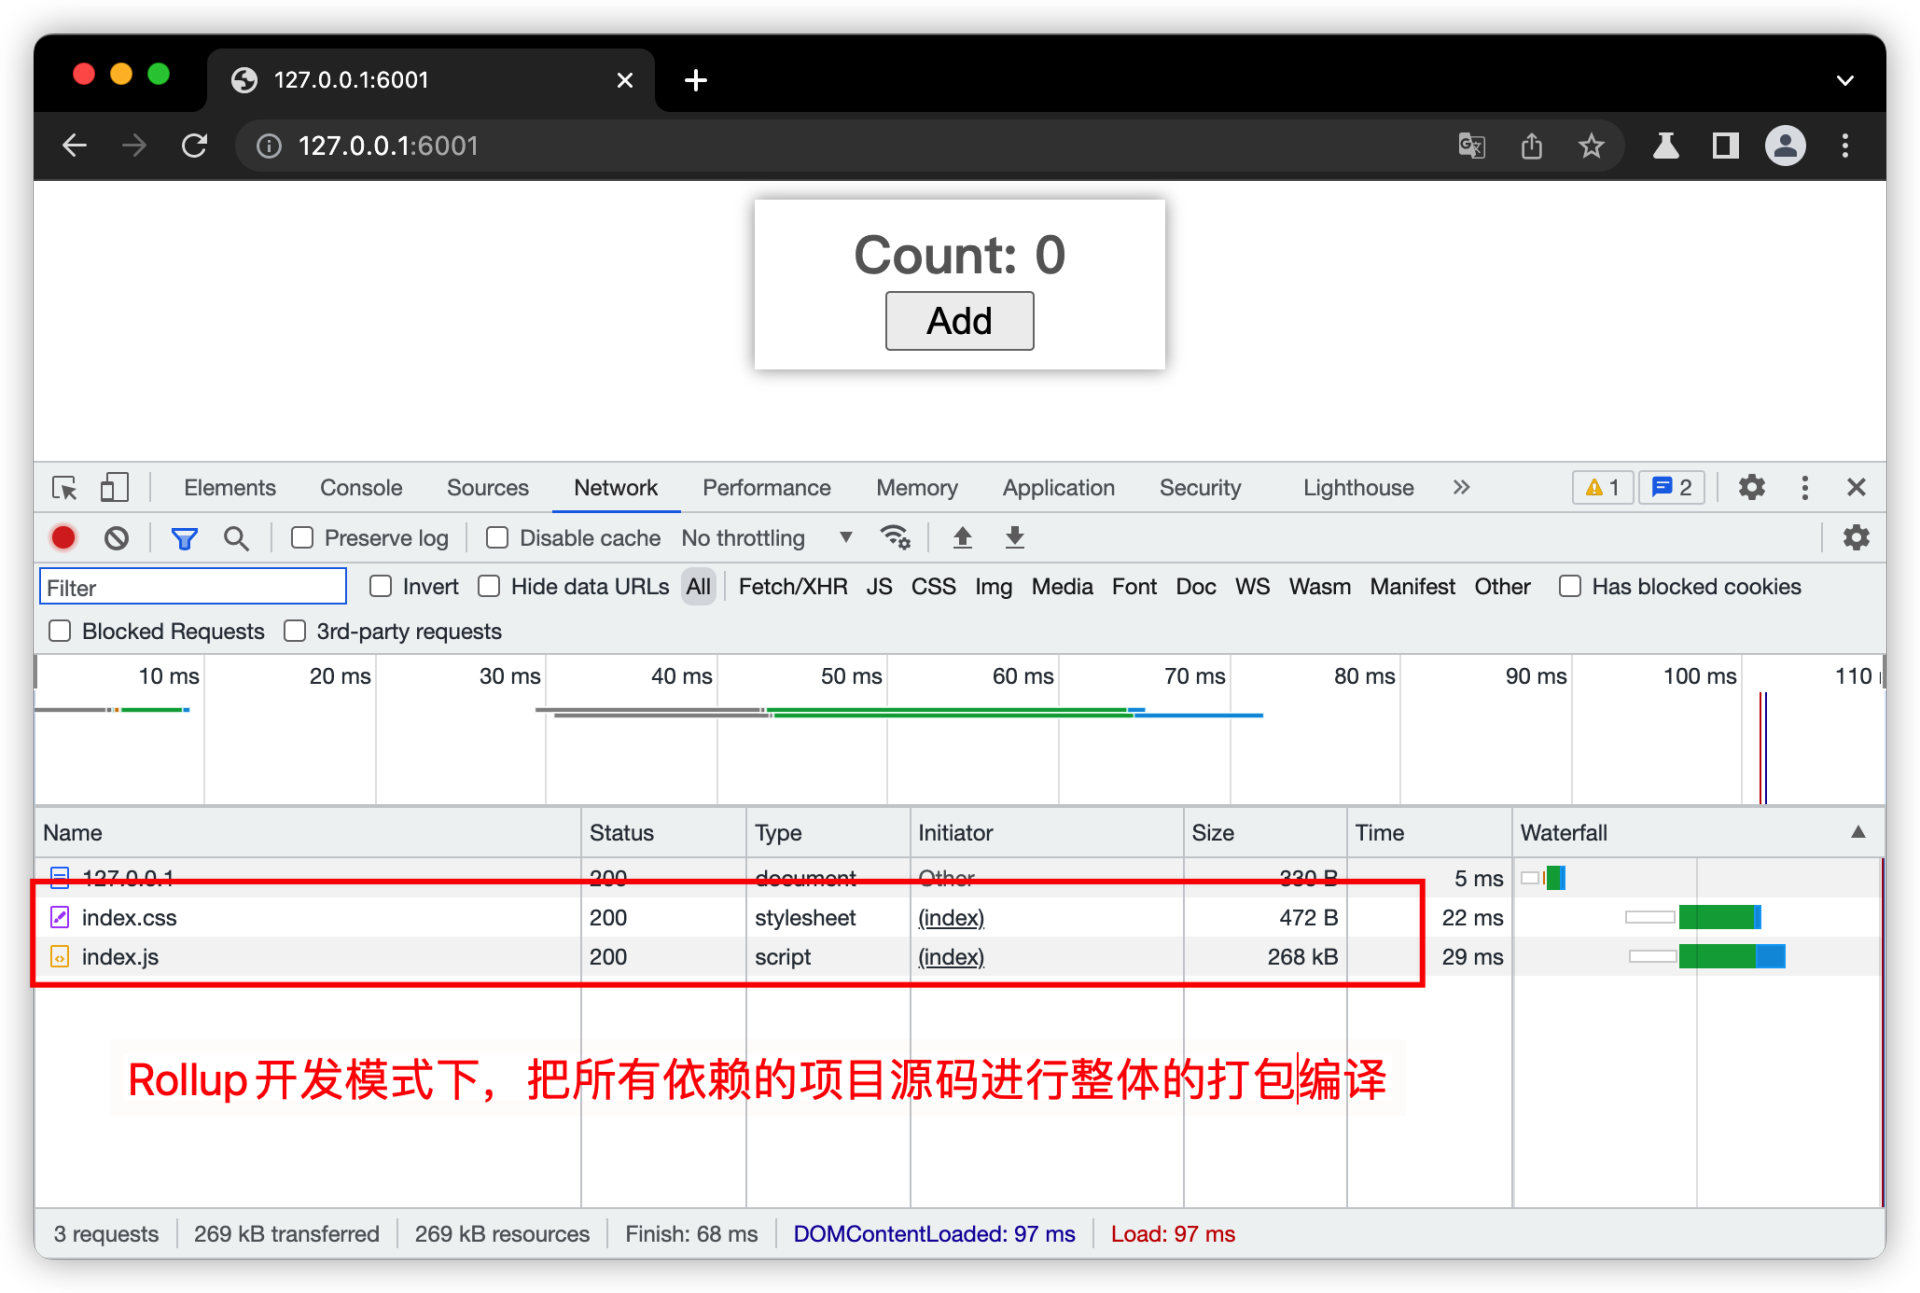 127.0.0.1:6001
127.0.0.1:6001
Count: 0
Add
Elements Console Sources Network Performance Memory Application Security Lighthouse 1 2
Preserve log Disable cache No throttling
Filter Invert Hide data URLs All Fetch/XHR JS CSS Img Media Font Doc WS Wasm Manifest Other Has blocked cookies
Blocked Requests 3rd-party requests
10 ms 20 ms 30 ms 40 ms 50 ms 60 ms 70 ms 80 ms 90 ms 100 ms 110
Name Status Type Initiator Size Time Waterfall
127.0.0.1 200 document Other 330 B 5 ms
index.css 200 stylesheet (index) 472 B 22 ms
index.js 200 script (index) 268 kB 29 ms
Rollup 开发模式下，把所有依赖的项目源码进行整体的打包编译
3 requests 269 kB transferred 269 kB resources Finish: 68 ms DOMContentLoaded: 97 ms Load: 97 ms